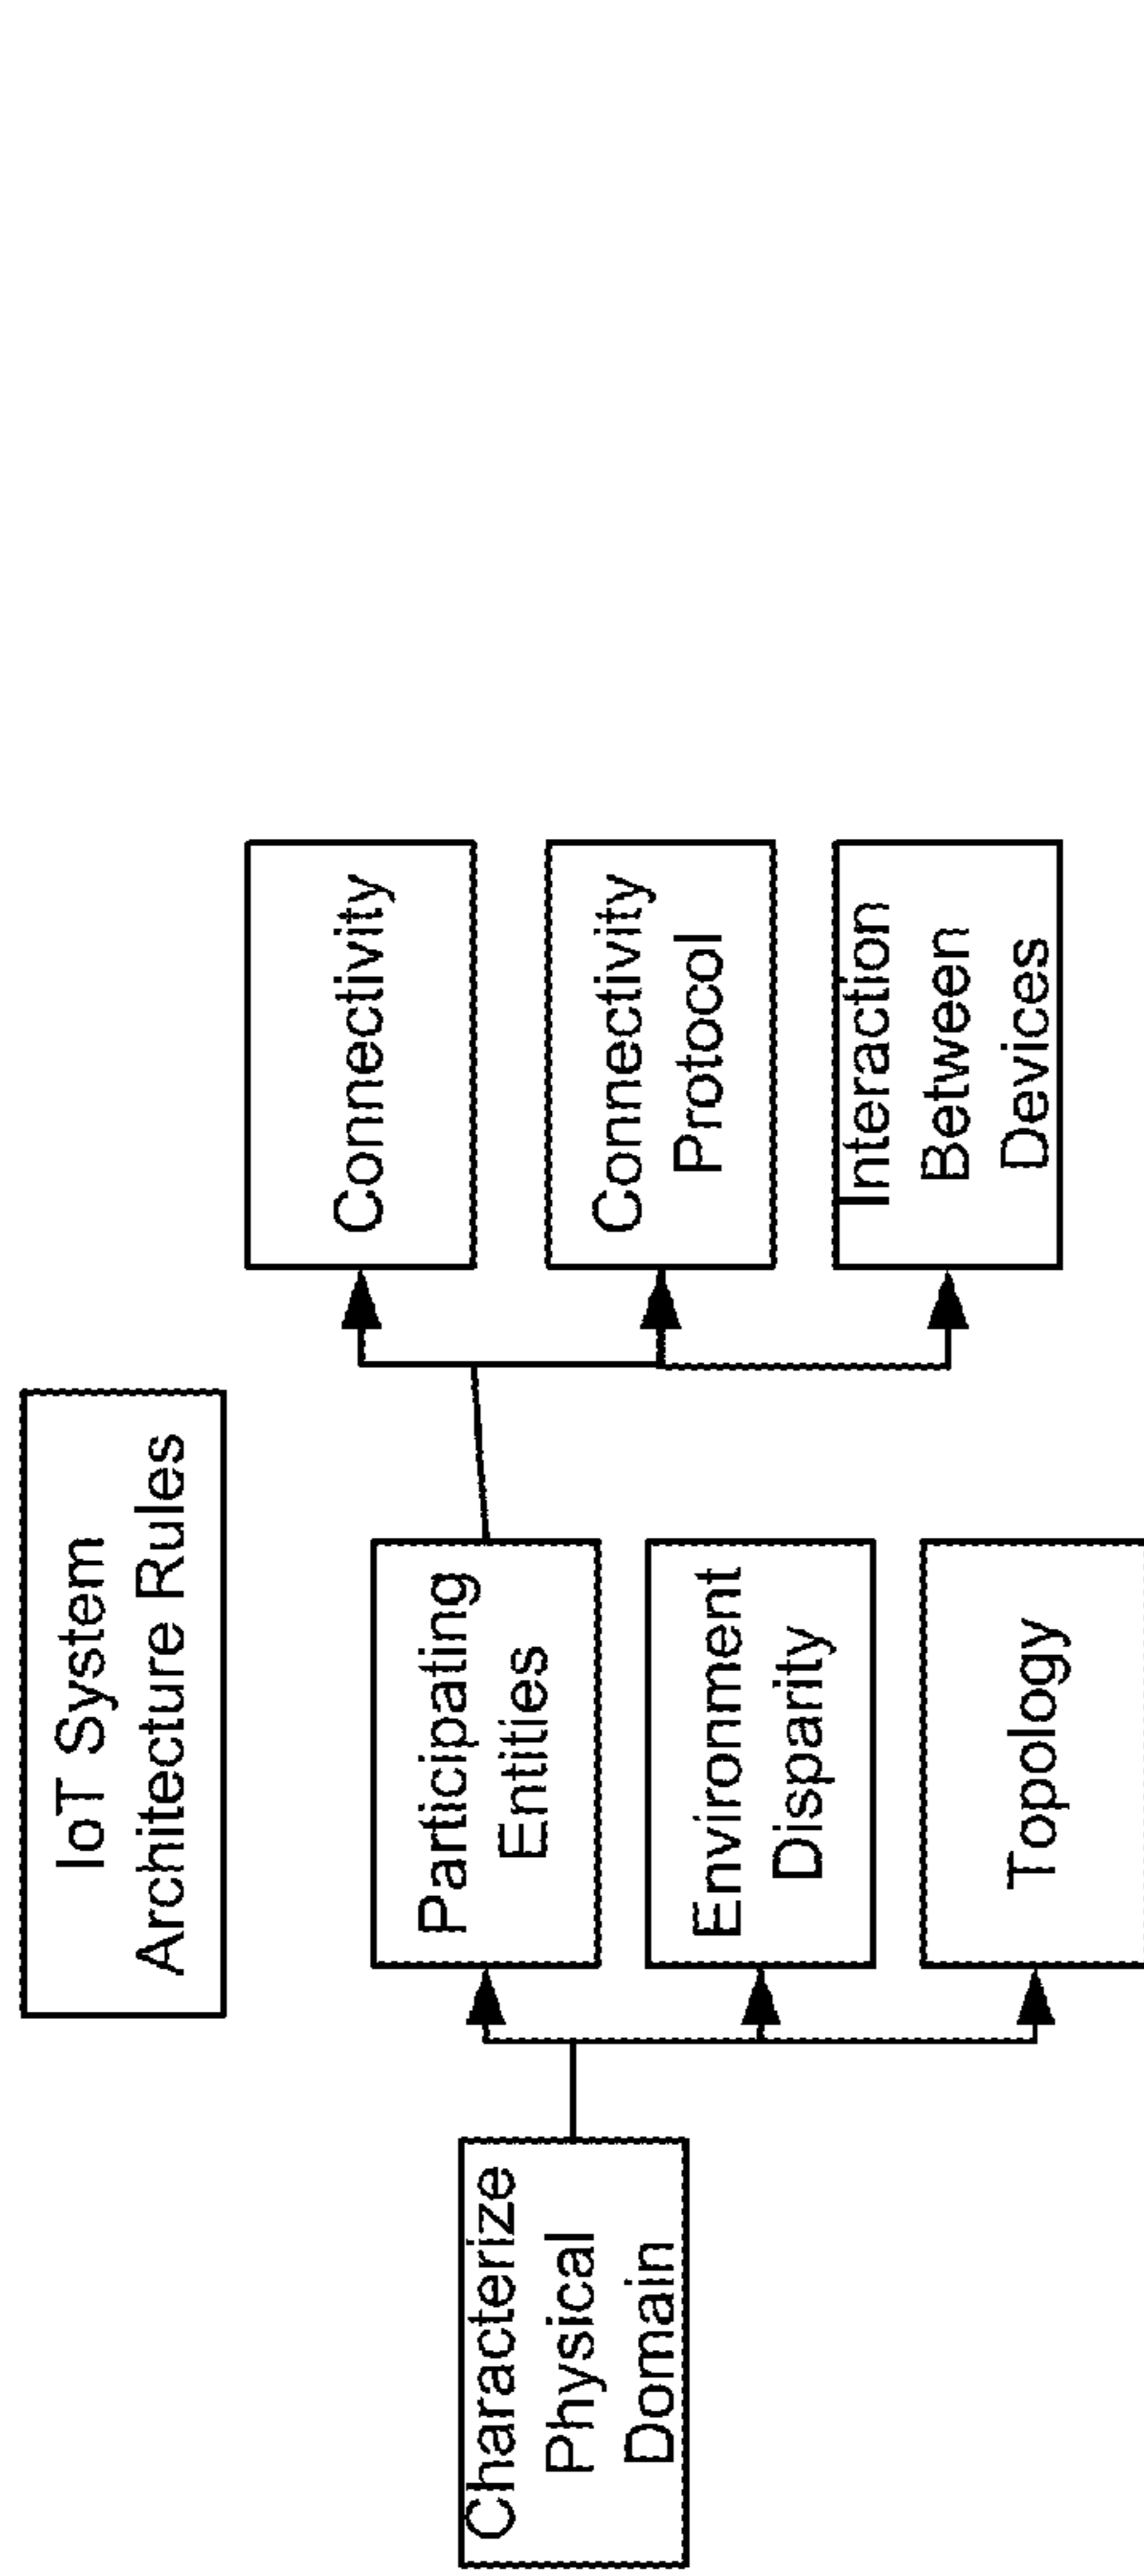 IoT System
Architecture Rules
Characterize
Physical
Domain
Participating
Entities
Environment
Disparity
Topology
Connectivity
Connectivity
Protocol
Interaction
Between
Devices